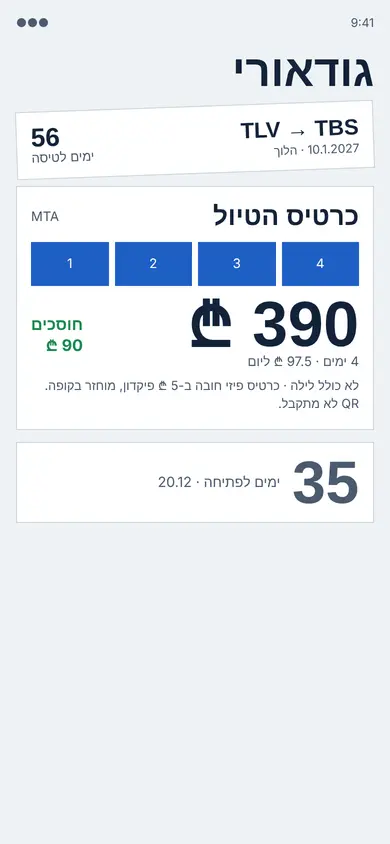 9:41
גודאורי
TLV → TBS
10.1.2027 · הלוך
56
ימים לטיסה
כרטיס הטיול
MTA
1
2
3
4
390 ₾
חוסכים
90 ₾
4 ימים · 97.5 ₾ ליום
לא כולל לילה · כרטיס פיזי חובה ב-5 ₾ פיקדון, מוחזר בקופה.
QR לא מתקבל.
35
ימים לפתיחה · 20.12